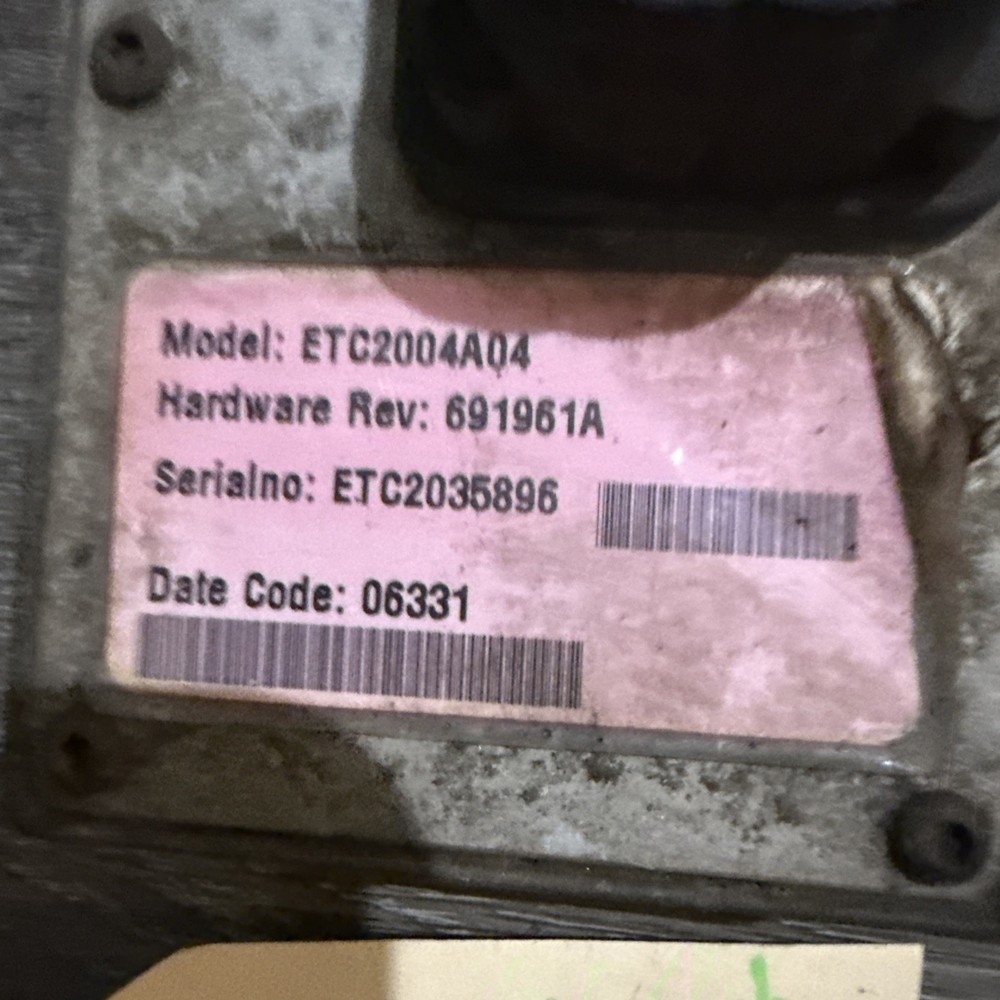 Model: ETC2004A04
Hardware Rev: 691961A
Serialno: ETC2035896
Date Code: 06331